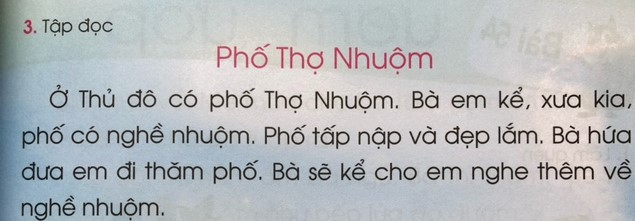 3. Tập đọc
Phố Thợ Nhuộm
Ở Thủ đô có phố Thợ Nhuộm. Bà em kể, xưa kia,
phố có nghề nhuộm. Phố tấp nập và đẹp lắm. Bà hứa
đưa em đi thăm phố. Bà sẽ kể cho em nghe thêm về
nghề nhuộm.